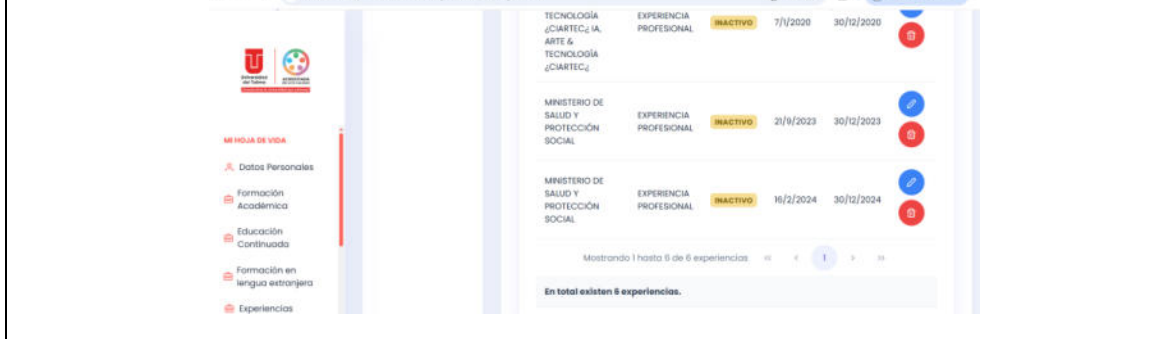 Universidad
del Tolima
MI HOJA DE VIDA
Datos Personales
Formación
Académica
Educación
Continuada
Formación en
lengua extranjera
Experiencias
TECNOLOGÍA
¿CIARTEC¿ IA,
ARTE &
TECNOLOGÍA
¿CIARTEC¿
EXPERIENCIA
PROFESIONAL
INACTIVO
7/1/2020
30/12/2020
MINISTERIO DE
SALUD Y
PROTECCIÓN
SOCIAL
EXPERIENCIA
PROFESIONAL
INACTIVO
21/9/2023
30/12/2023
MINISTERIO DE
SALUD Y
PROTECCIÓN
SOCIAL
EXPERIENCIA
PROFESIONAL
INACTIVO
16/2/2024
30/12/2024
Mostrando 1 hasta 6 de 6 experiencias « ‹ 1 › »
En total existen 6 experiencias.